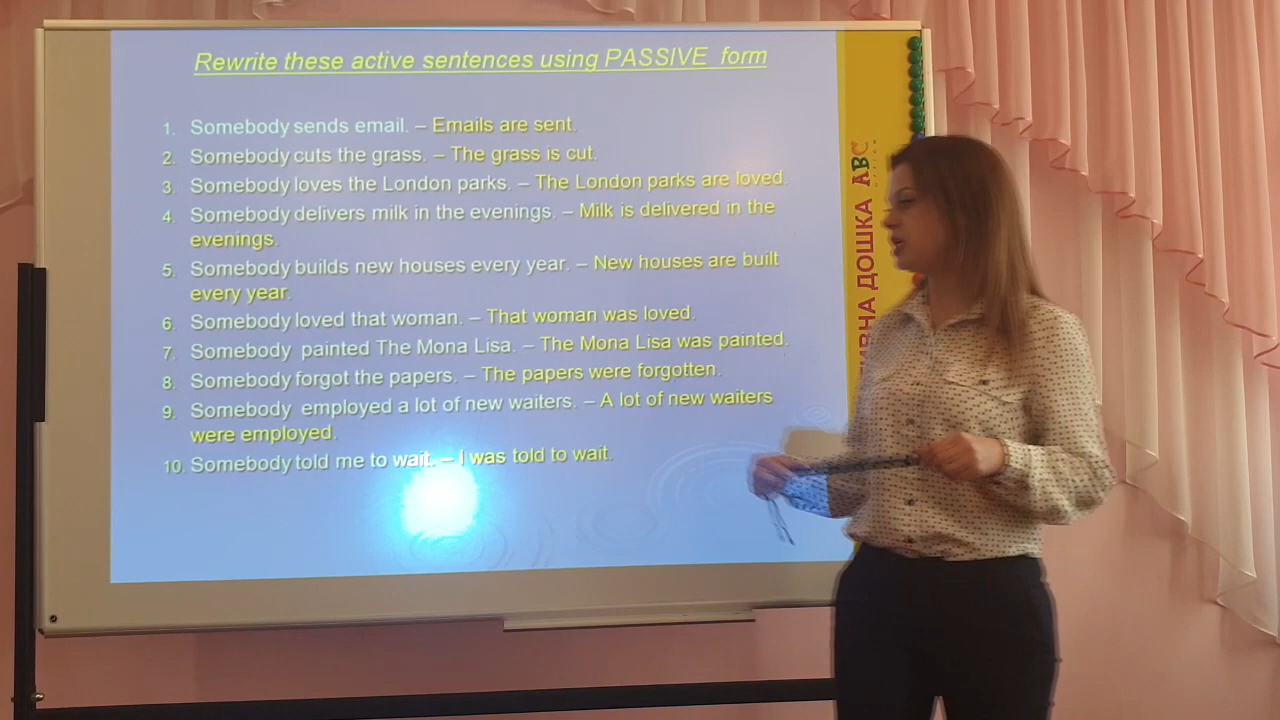 Rewrite these active sentences using PASSIVE form
1. Somebody sends email. – Emails are sent.
2. Somebody cuts the grass. – The grass is cut.
3. Somebody loves the London parks. – The London parks are loved.
4. Somebody delivers milk in the evenings. – Milk is delivered in the
evenings.
5. Somebody builds new houses every year. – New houses are built
every year.
6. Somebody loved that woman. – That woman was loved.
7. Somebody painted The Mona Lisa. – The Mona Lisa was painted.
8. Somebody forgot the papers. – The papers were forgotten.
9. Somebody employed a lot of new waiters. – A lot of new waiters
were employed.
10. Somebody told me to wait. – I was told to wait.
ABC
ДОШКА